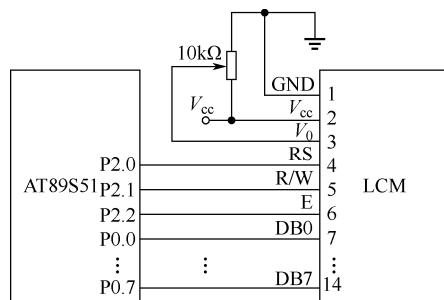 10kΩ
GND 1
Vcc Vcc 2
V0 3
P2.0 RS 4
AT89S51 P2.1 R/W 5 LCM
P2.2 E 6
P0.0 DB0 7
⋮ ⋮ ⋮
P0.7 DB7 14